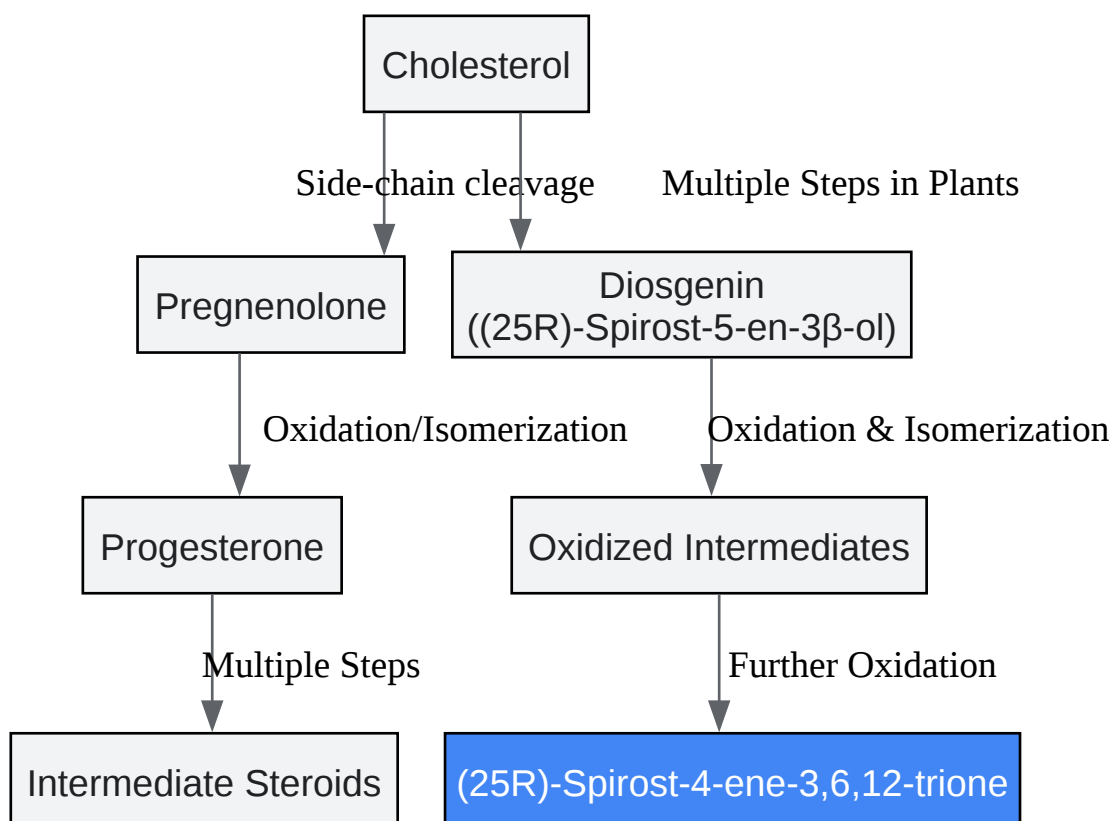 Cholesterol
Side-chain cleavage
Multiple Steps in Plants
Pregnenolone
Diosgenin
((25R)-Spirost-5-en-3β-ol)
Oxidation/Isomerization
Oxidation & Isomerization
Progesterone
Oxidized Intermediates
Multiple Steps
Further Oxidation
Intermediate Steroids
(25R)-Spirost-4-ene-3,6,12-trione